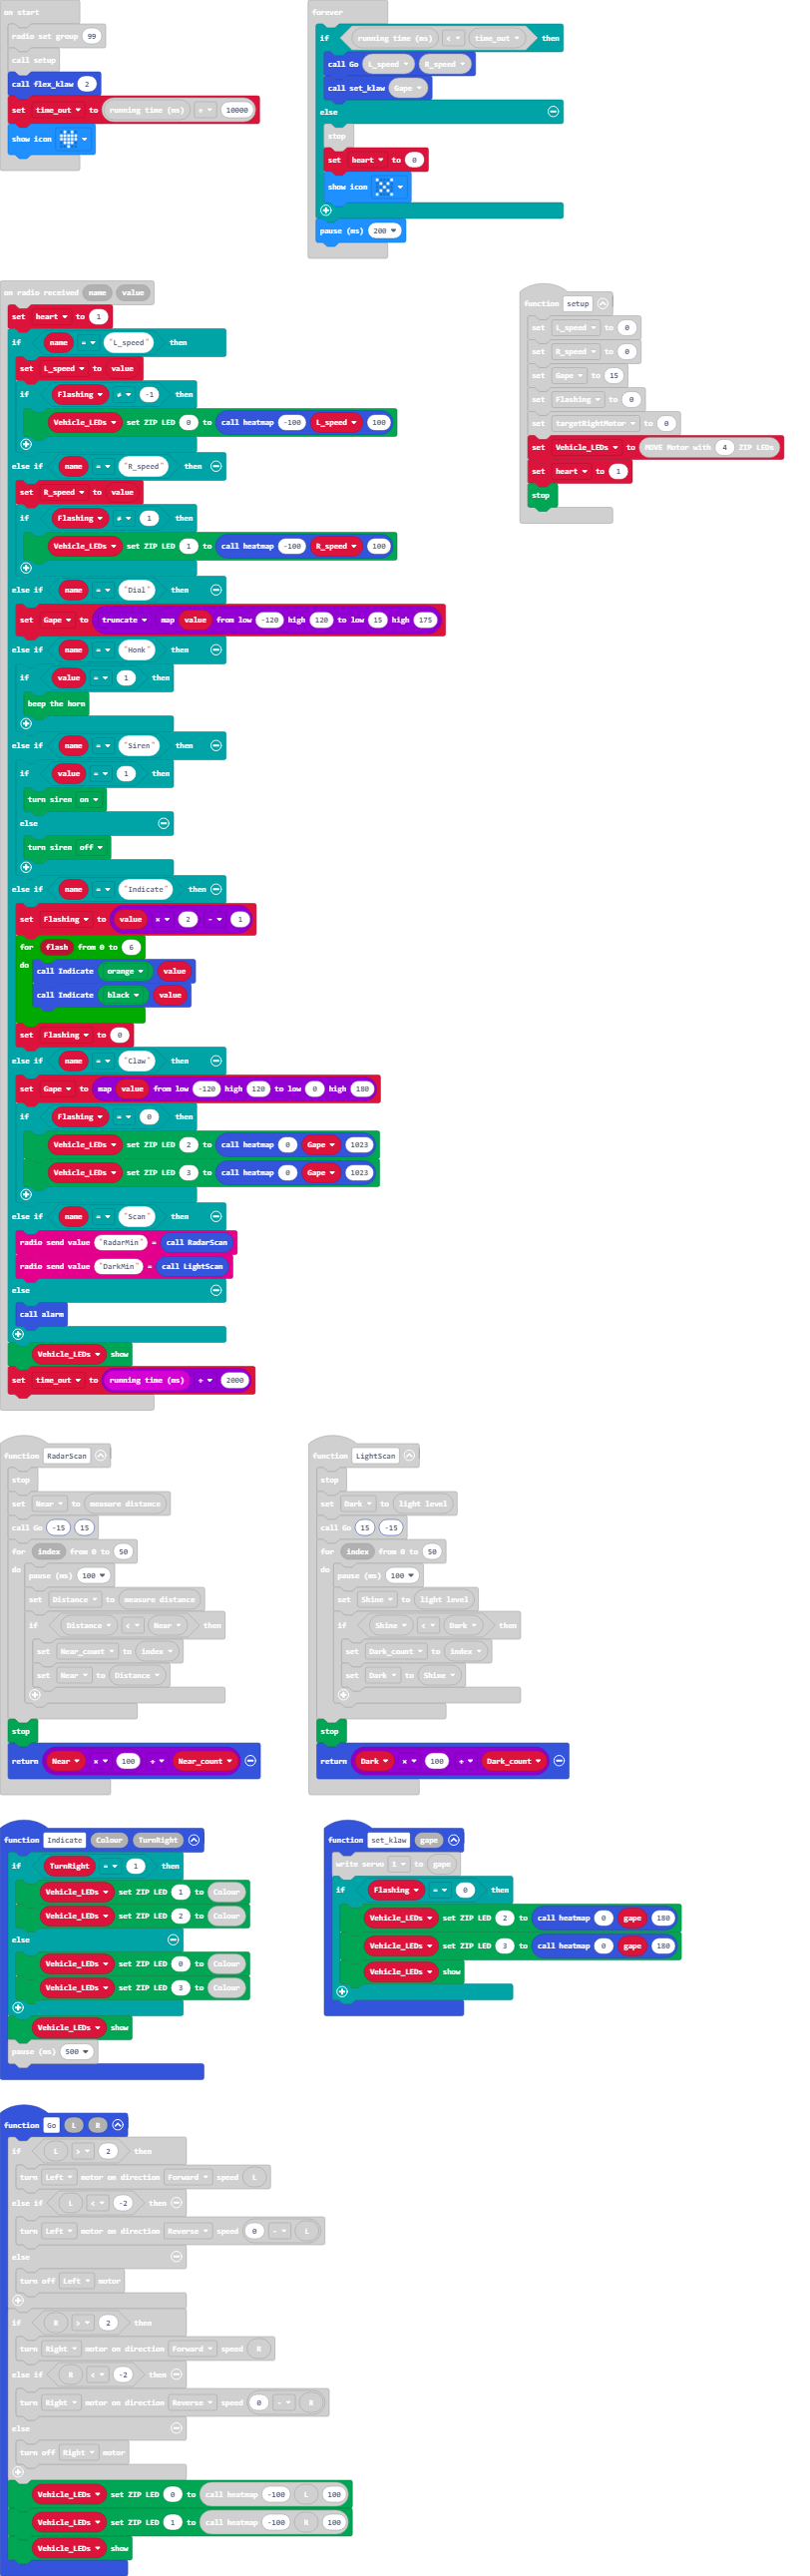 on start
radio set group 99
call setup
call flex_klaw 2
set time_out to running time (ms) + 10000
show icon
forever
if running time (ms) < time_out then
call Go L_speed R_speed
call set_klaw Gape
else
stop
set heart to 0
show icon
pause (ms) 200
on radio received name value
set heart to 1
if name = "L_speed" then
set L_speed to value
if Flashing ≠ -1 then
Vehicle_LEDs set ZIP LED 0 to call heatmap -100 L_speed 100
else if name = "R_speed" then
set R_speed to value
if Flashing ≠ 1 then
Vehicle_LEDs set ZIP LED 1 to call heatmap -100 R_speed 100
else if name = "Dial" then
set Gape to truncate map value from low -120 high 120 to low 15 high 175
else if name = "Honk" then
if value = 1 then
beep the horn
else if name = "Siren" then
if value = 1 then
turn siren on
else
turn siren off
else if name = "Indicate" then
set Flashing to value × 2 - 1
for flash from 0 to 6
do call Indicate orange value
call Indicate black value
set Flashing to 0
else if name = "Claw" then
set Gape to map value from low -120 high 120 to low 0 high 180
if Flashing = 0 then
Vehicle_LEDs set ZIP LED 2 to call heatmap 0 Gape 1023
Vehicle_LEDs set ZIP LED 3 to call heatmap 0 Gape 1023
else if name = "Scan" then
radio send value "RadarMin" = call RadarScan
radio send value "DarkMin" = call LightScan
else
call alarm
Vehicle_LEDs show
set time_out to running time (ms) + 2000
function setup
set L_speed to 0
set R_speed to 0
set Gape to 15
set Flashing to 0
set targetRightMotor to 0
set Vehicle_LEDs to MOVE Motor with 4 ZIP LEDs
set heart to 1
stop
function RadarScan
stop
set Near to measure distance
call Go -15 15
for index from 0 to 50
do pause (ms) 100
set Distance to measure distance
if Distance < Near then
set Near_count to index
set Near to Distance
stop
return Near × 100 + Near_count
function LightScan
stop
set Dark to light level
call Go 15 -15
for index from 0 to 50
do pause (ms) 100
set Shine to light level
if Shine < Dark then
set Dark_count to index
set Dark to Shine
stop
return Dark × 100 + Dark_count
function Indicate Colour TurnRight
if TurnRight = 1 then
Vehicle_LEDs set ZIP LED 1 to Colour
Vehicle_LEDs set ZIP LED 2 to Colour
else
Vehicle_LEDs set ZIP LED 0 to Colour
Vehicle_LEDs set ZIP LED 3 to Colour
Vehicle_LEDs show
pause (ms) 500
function set_klaw gape
write servo 1 to gape
if Flashing = 0 then
Vehicle_LEDs set ZIP LED 2 to call heatmap 0 gape 180
Vehicle_LEDs set ZIP LED 3 to call heatmap 0 gape 180
Vehicle_LEDs show
function Go L R
if L > 2 then
turn Left motor on direction Forward speed L
else if L < -2 then
turn Left motor on direction Reverse speed 0 - L
else
turn off Left motor
if R > 2 then
turn Right motor on direction Forward speed R
else if R < -2 then
turn Right motor on direction Reverse speed 0 - R
else
turn off Right motor
Vehicle_LEDs set ZIP LED 0 to call heatmap -100 L 100
Vehicle_LEDs set ZIP LED 1 to call heatmap -100 R 100
Vehicle_LEDs show